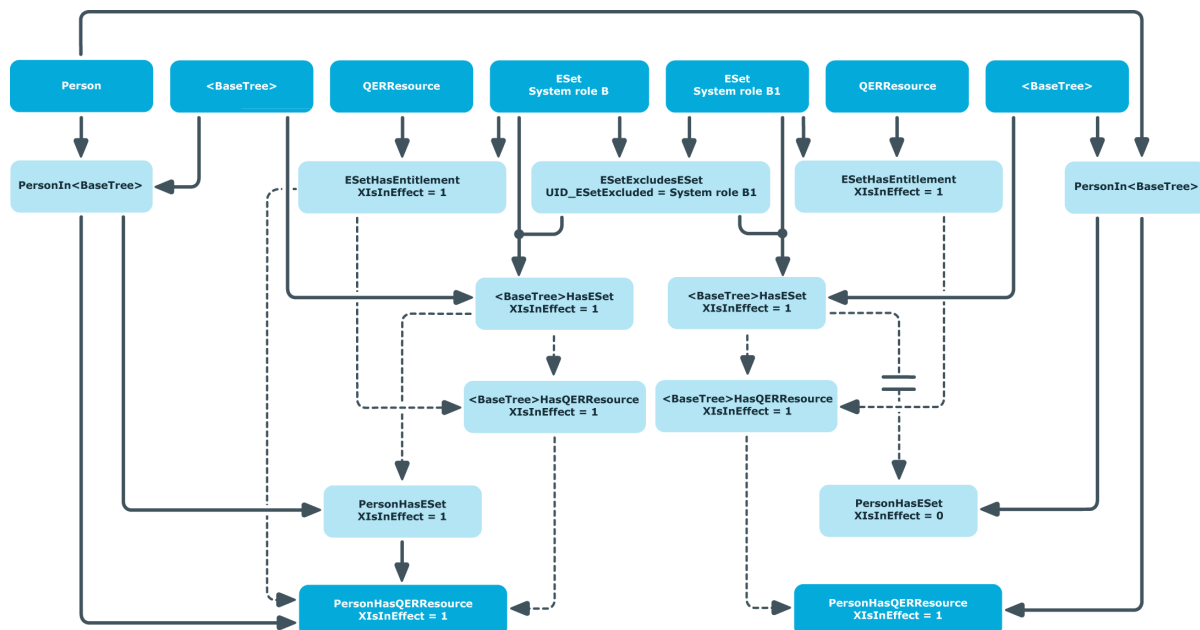 Person
<BaseTree>
QERResource
ESet
System role B
ESet
System role B1
QERResource
<BaseTree>
PersonIn<BaseTree>
ESetHasEntitlement
XIsInEffect = 1
ESetExcludesESet
UID_ESetExcluded = System role B1
ESetHasEntitlement
XIsInEffect = 1
PersonIn<BaseTree>
<BaseTree>HasESet
XIsInEffect = 1
<BaseTree>HasESet
XIsInEffect = 1
<BaseTree>HasQERResource
XIsInEffect = 1
<BaseTree>HasQERResource
XIsInEffect = 1
PersonHasESet
XIsInEffect = 1
PersonHasESet
XIsInEffect = 0
PersonHasQERResource
XIsInEffect = 1
PersonHasQERResource
XIsInEffect = 1